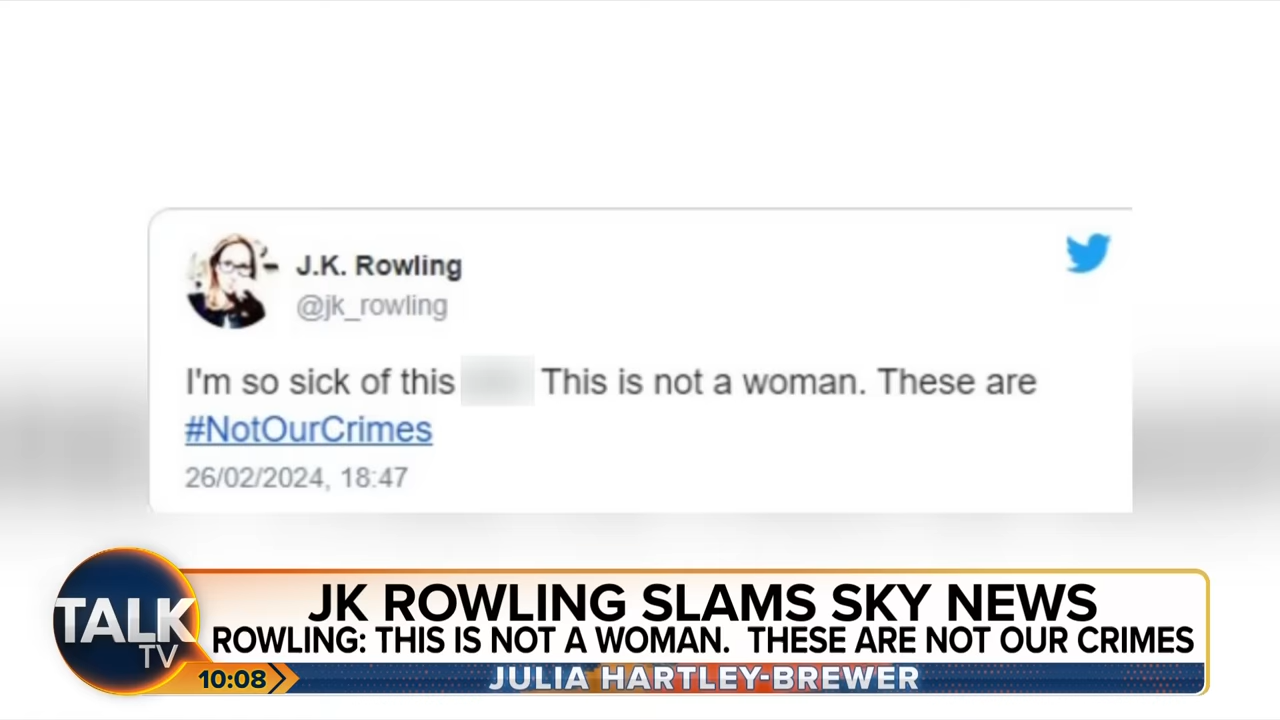 J.K. Rowling
@jk_rowling
I'm so sick of this This is not a woman. These are
#NotOurCrimes
26/02/2024, 18:47
JK ROWLING SLAMS SKY NEWS
ROWLING: THIS IS NOT A WOMAN. THESE ARE NOT OUR CRIMES
TALK
TV
10:08
JULIA HARTLEY-BREWER